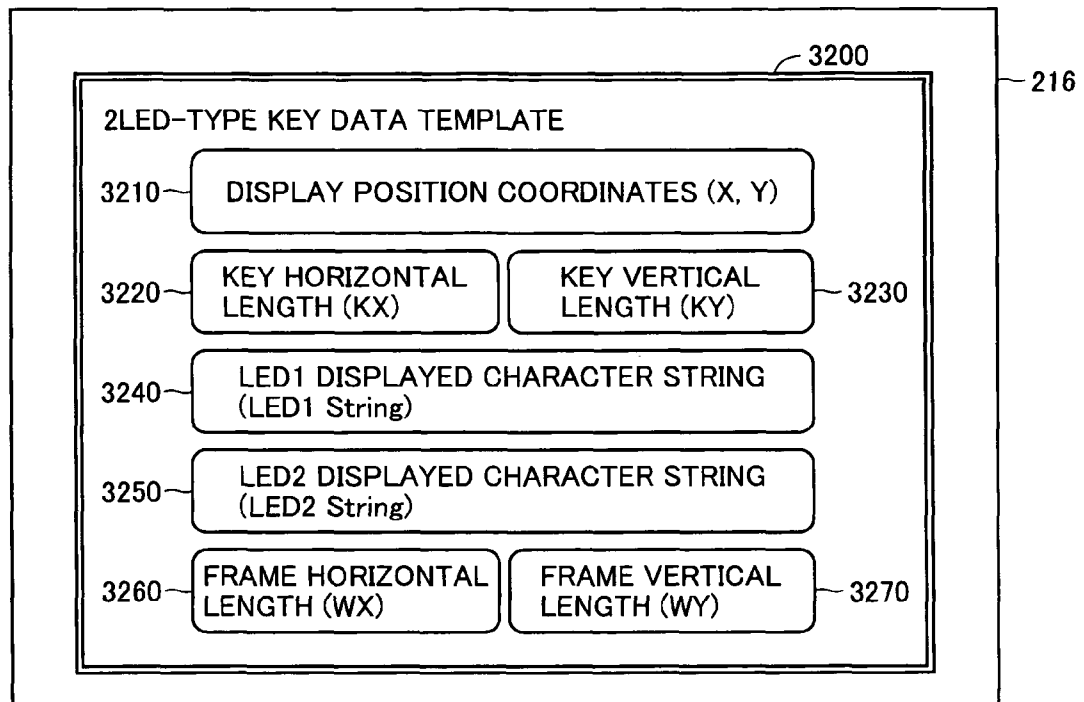 3200
216
2LED-TYPE KEY DATA TEMPLATE
3210
DISPLAY POSITION COORDINATES (X, Y)
3220
KEY HORIZONTAL
LENGTH (KX)
KEY VERTICAL
LENGTH (KY)
3230
3240
LED1 DISPLAYED CHARACTER STRING
(LED1 String)
3250
LED2 DISPLAYED CHARACTER STRING
(LED2 String)
3260
FRAME HORIZONTAL
LENGTH (WX)
FRAME VERTICAL
LENGTH (WY)
3270